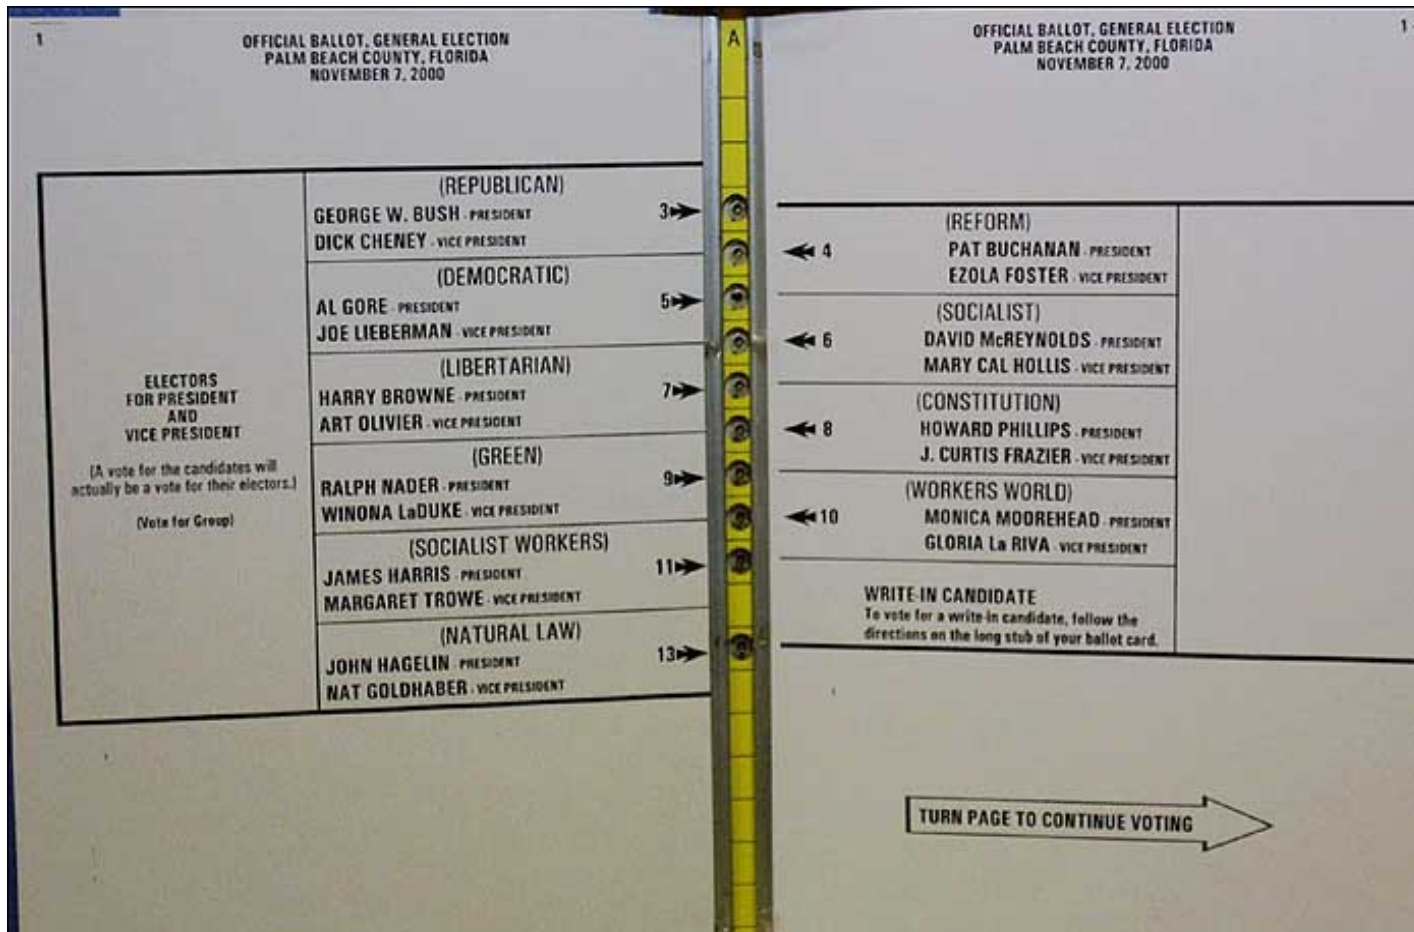 1
OFFICIAL BALLOT, GENERAL ELECTION
PALM BEACH COUNTY, FLORIDA
NOVEMBER 7, 2000
ELECTORS
FOR PRESIDENT
AND
VICE PRESIDENT
(A vote for the candidates will
actually be a vote for their electors.)
(Vote for Group)
(REPUBLICAN)
GEORGE W. BUSH - PRESIDENT
DICK CHENEY - VICE PRESIDENT
3
(DEMOCRATIC)
AL GORE - PRESIDENT
JOE LIEBERMAN - VICE PRESIDENT
5
(LIBERTARIAN)
HARRY BROWNE - PRESIDENT
ART OLIVIER - VICE PRESIDENT
7
(GREEN)
RALPH NADER - PRESIDENT
WINONA LaDUKE - VICE PRESIDENT
9
(SOCIALIST WORKERS)
JAMES HARRIS - PRESIDENT
MARGARET TROWE - VICE PRESIDENT
11
(NATURAL LAW)
JOHN HAGELIN - PRESIDENT
NAT GOLDHABER - VICE PRESIDENT
13
A
OFFICIAL BALLOT, GENERAL ELECTION
PALM BEACH COUNTY, FLORIDA
NOVEMBER 7, 2000
1
(REFORM)
4 PAT BUCHANAN - PRESIDENT
EZOLA FOSTER - VICE PRESIDENT
(SOCIALIST)
6 DAVID McREYNOLDS - PRESIDENT
MARY CAL HOLLIS - VICE PRESIDENT
(CONSTITUTION)
8 HOWARD PHILLIPS - PRESIDENT
J. CURTIS FRAZIER - VICE PRESIDENT
(WORKERS WORLD)
10 MONICA MOOREHEAD - PRESIDENT
GLORIA La RIVA - VICE PRESIDENT
WRITE-IN CANDIDATE
To vote for a write-in candidate, follow the
directions on the long stub of your ballot card.
TURN PAGE TO CONTINUE VOTING